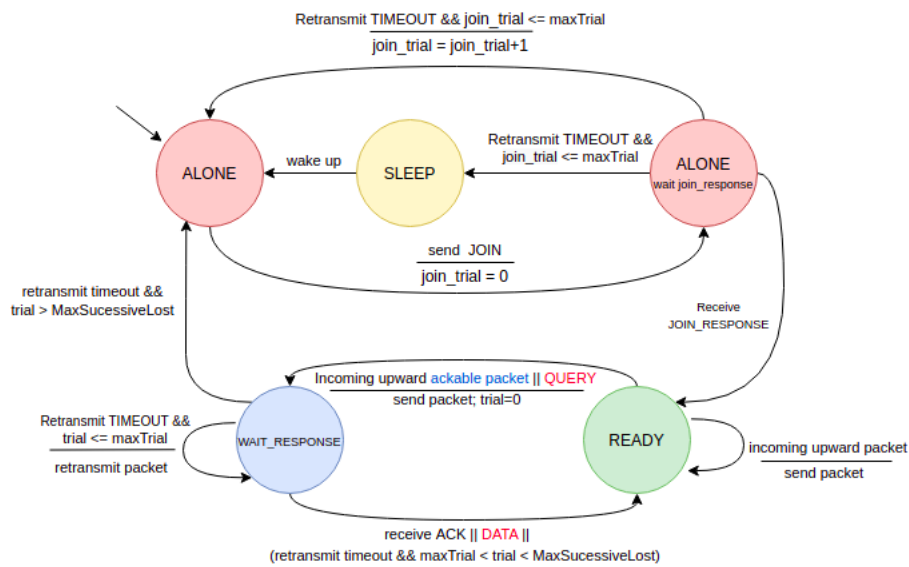 Retransmit TIMEOUT && join_trial <= maxTrial
join_trial = join_trial+1
ALONE
wake up
SLEEP
Retransmit TIMEOUT &&
join_trial <= maxTrial
ALONE
wait join_response
send JOIN
join_trial = 0
retransmit timeout &&
trial > MaxSucessiveLost
Receive
JOIN_RESPONSE
Incoming upward ackable packet || QUERY
send packet; trial=0
Retransmit TIMEOUT &&
trial <= maxTrial
retransmit packet
WAIT_RESPONSE
READY
incoming upward packet
send packet
receive ACK || DATA ||
(retransmit timeout && maxTrial < trial < MaxSucessiveLost)